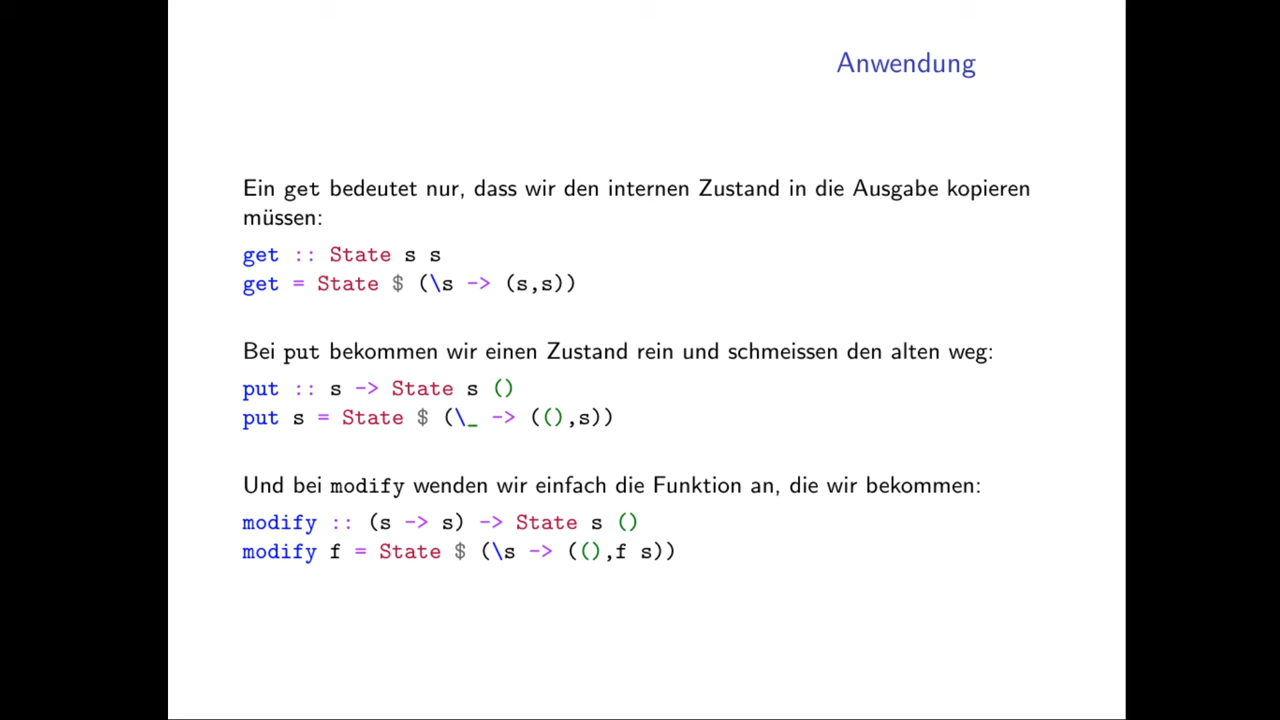 Anwendung
Ein get bedeutet nur, dass wir den internen Zustand in die Ausgabe kopieren
müssen:
get :: State s s
get = State $ (\s -> (s,s))
Bei put bekommen wir einen Zustand rein und schmeissen den alten weg:
put :: s -> State s ()
put s = State $ (\_ -> ((),s))
Und bei modify wenden wir einfach die Funktion an, die wir bekommen:
modify :: (s -> s) -> State s ()
modify f = State $ (\s -> ((),f s))